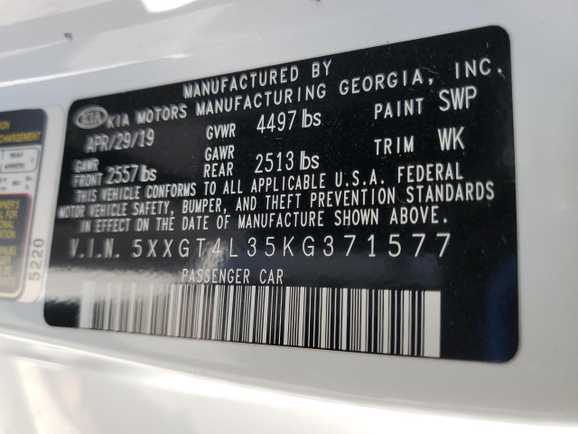 MANUFACTURED BY
KIA KIA MOTORS MANUFACTURING GEORGIA, INC.
APR/29/19 GVWR 4497 lbs PAINT SWP
GAWR FRONT 2557 lbs GAWR REAR 2513 lbs TRIM WK
THIS VEHICLE CONFORMS TO ALL APPLICABLE U.S.A. FEDERAL
MOTOR VEHICLE SAFETY, BUMPER, AND THEFT PREVENTION STANDARDS
IN EFFECT ON THE DATE OF MANUFACTURE SHOWN ABOVE.
V.I.N. 5XXGT4L35KG371577
PASSENGER CAR
5220